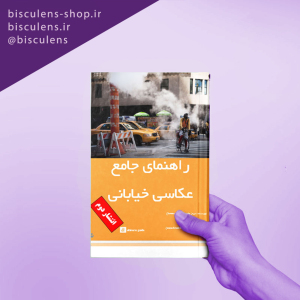 bisculens-shop.ir
bisculens.ir
@bisculens
راهنمای جامع
عکاسی خیابانی
انتشار دوم